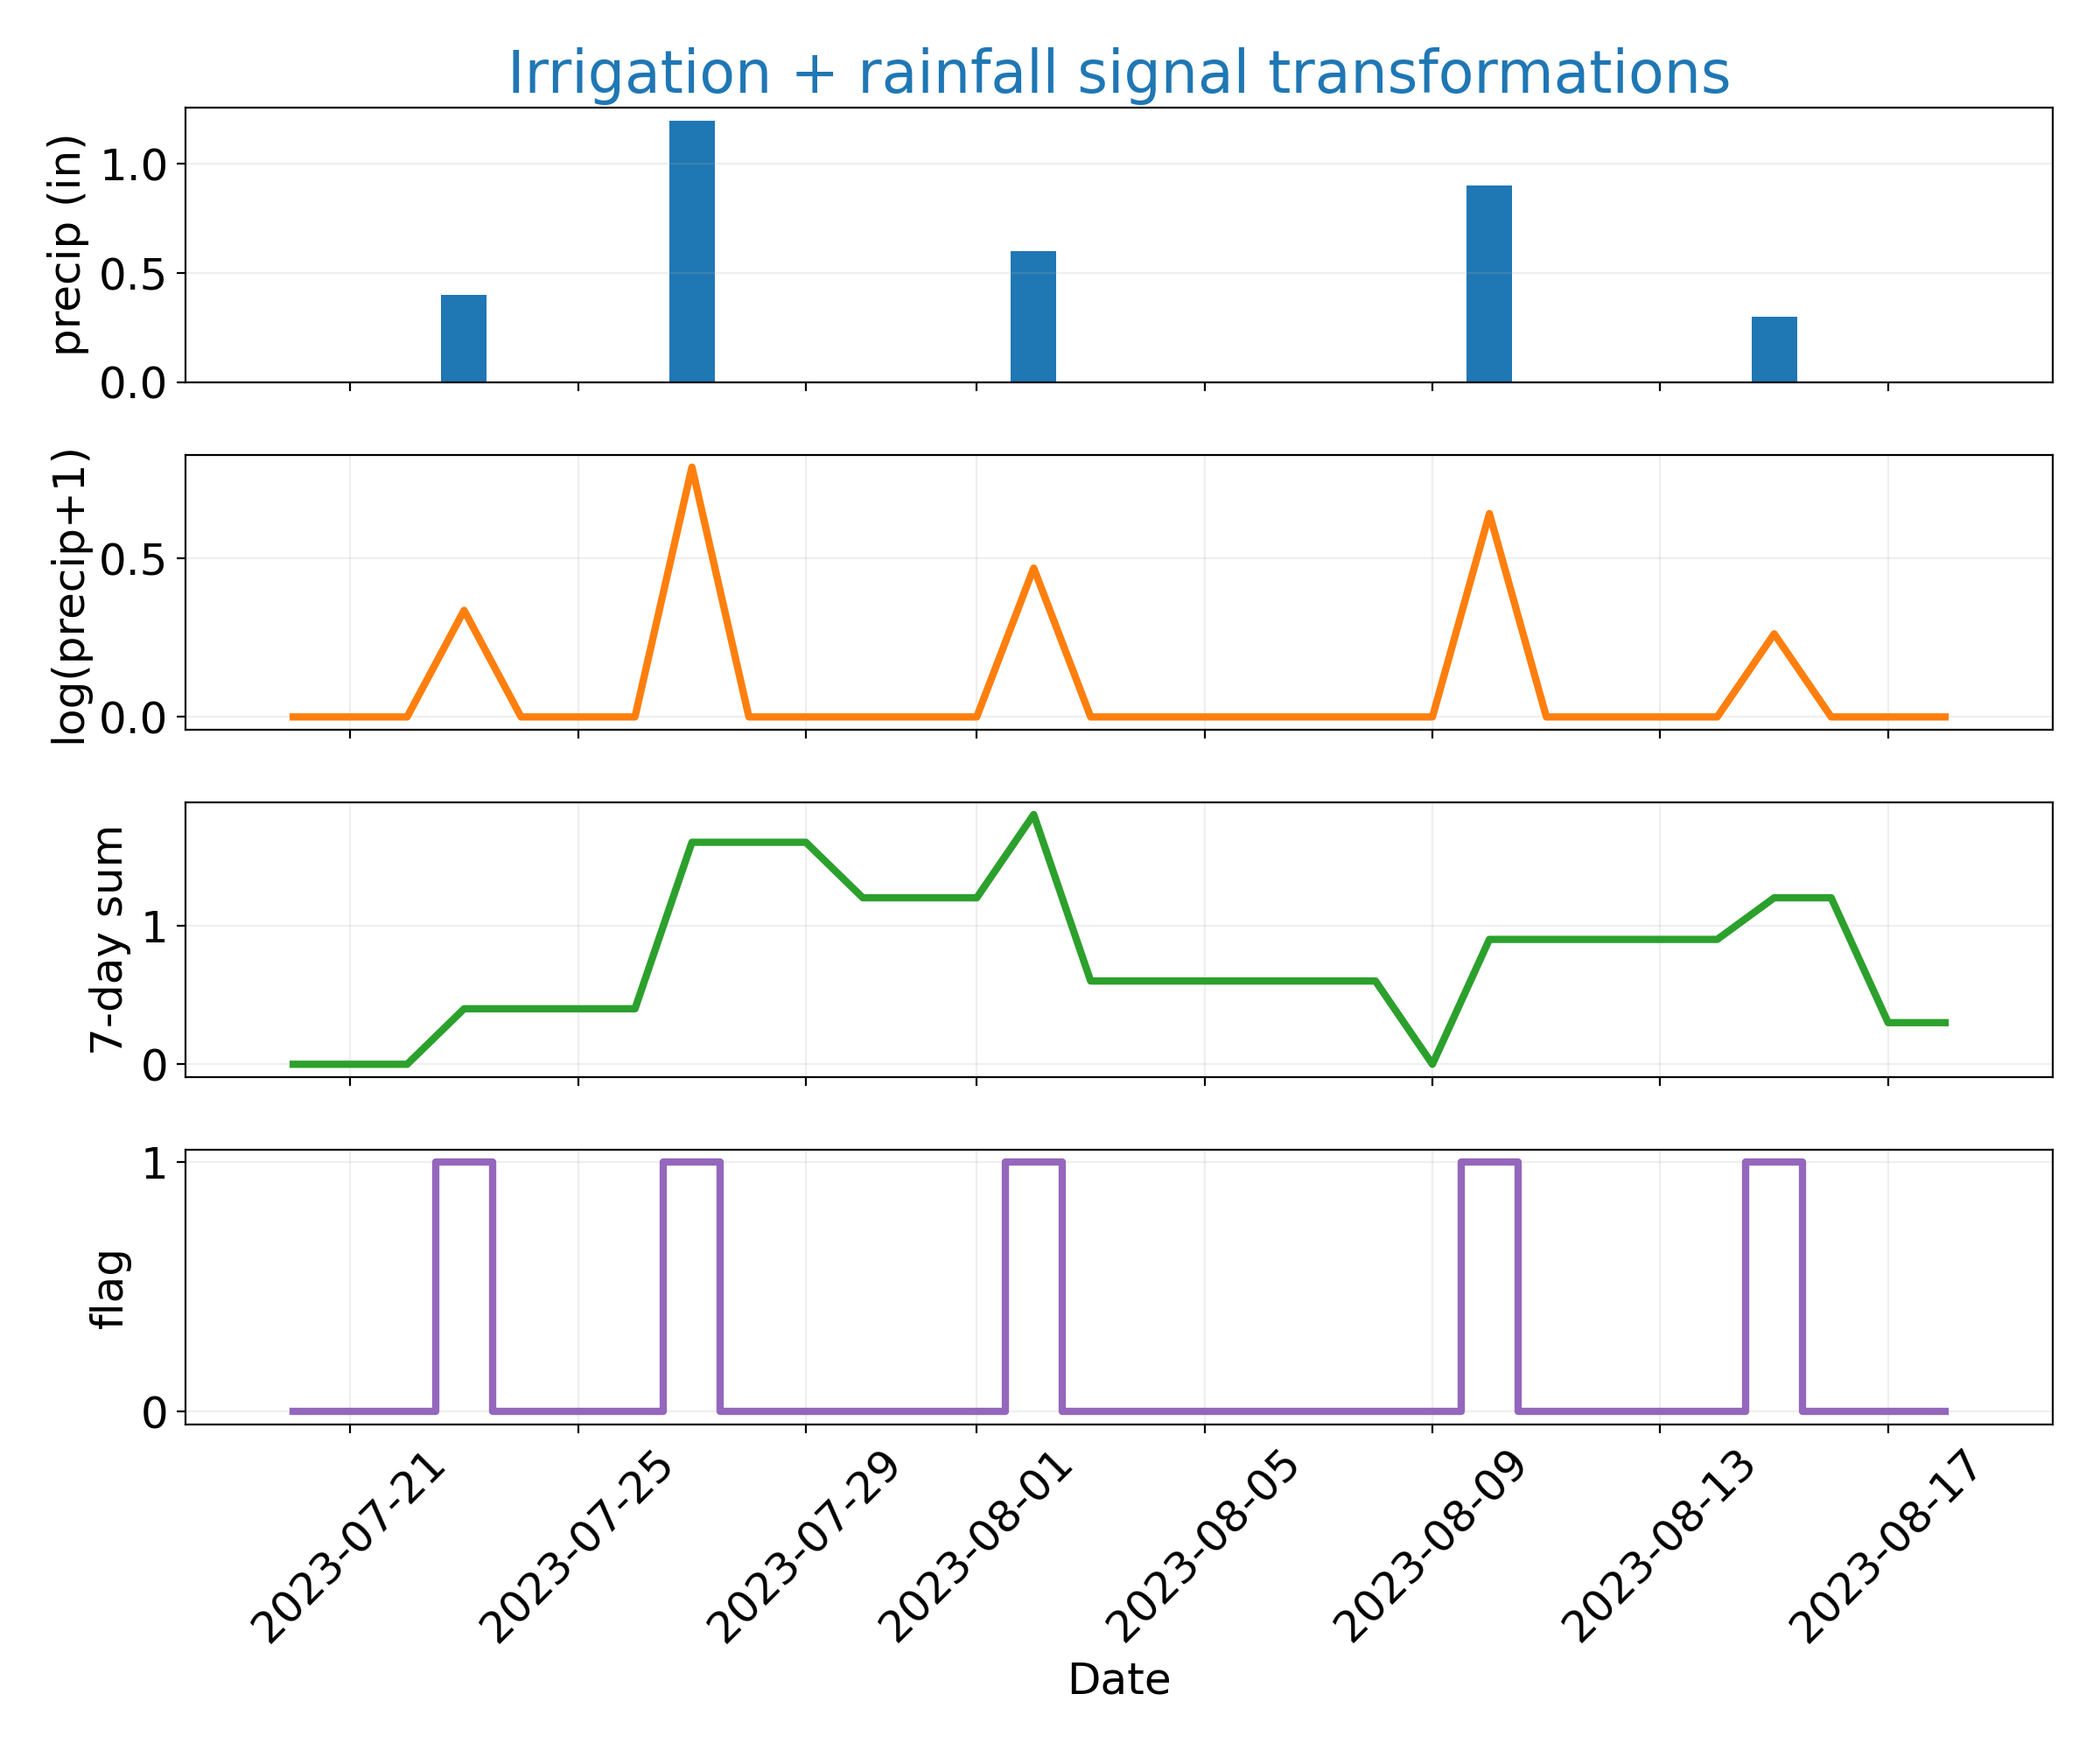 Irrigation + rainfall signal transformations
precip (in)
1.0
0.5
0.0
log(precip+1)
0.5
0.0
7-day sum
1
0
flag
1
0
2023-07-21
2023-07-25
2023-07-29
2023-08-01
2023-08-05
2023-08-09
2023-08-13
2023-08-17
Date